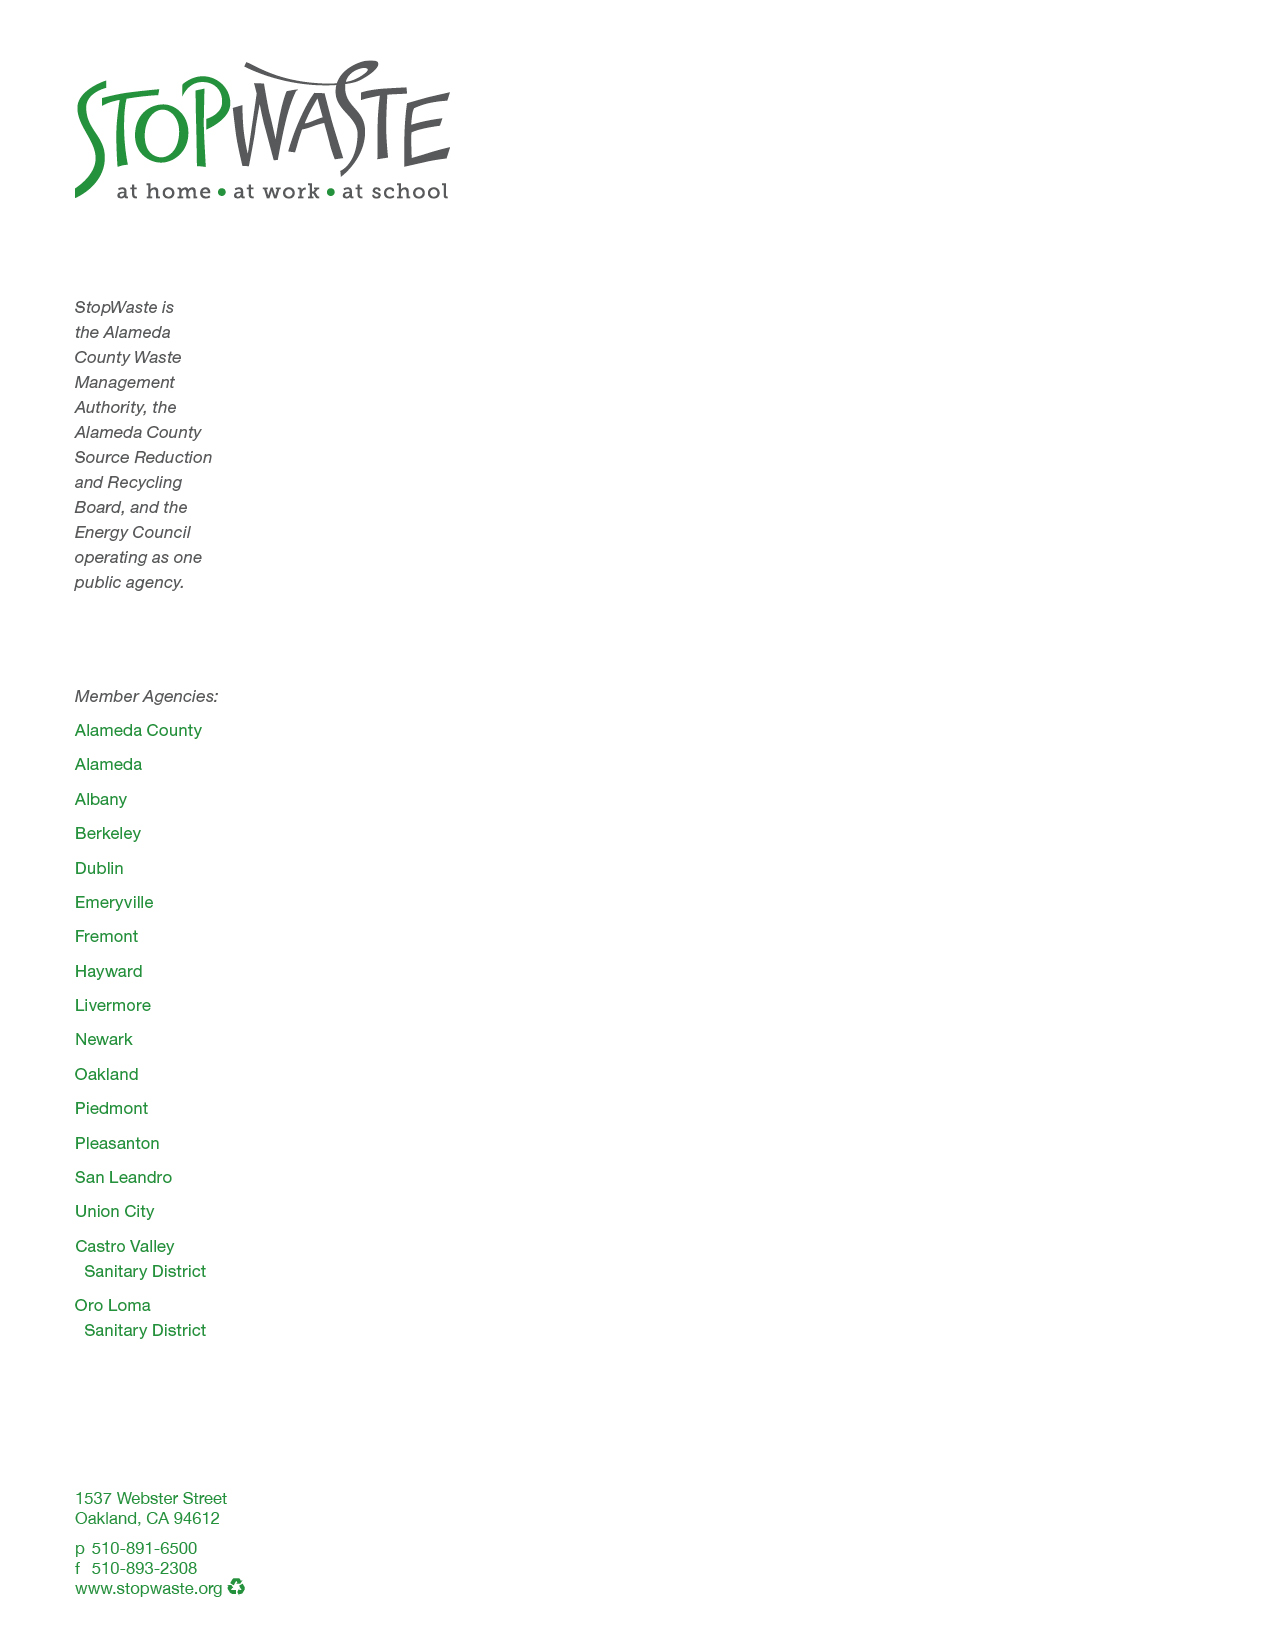 STOPWASTE
at home • at work • at school
StopWaste is
the Alameda
County Waste
Management
Authority, the
Alameda County
Source Reduction
and Recycling
Board, and the
Energy Council
operating as one
public agency.
Member Agencies:
Alameda County
Alameda
Albany
Berkeley
Dublin
Emeryville
Fremont
Hayward
Livermore
Newark
Oakland
Piedmont
Pleasanton
San Leandro
Union City
Castro Valley
Sanitary District
Oro Loma
Sanitary District
1537 Webster Street
Oakland, CA 94612
p 510-891-6500
f 510-893-2308
www.stopwaste.org